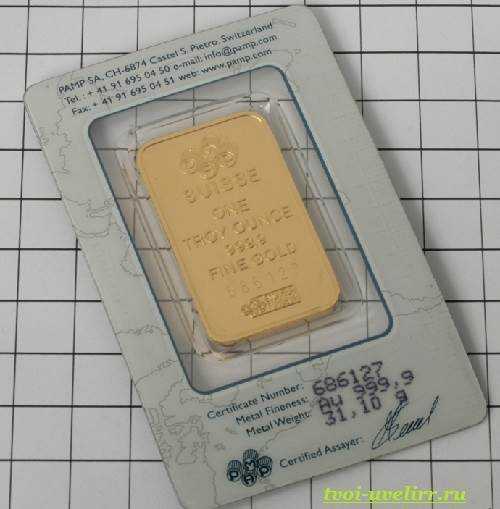 PAMP SA, CH-6874 Castel S. Pietro, Switzerland
Tel. : + 41 91 695 04 50 e-mail: info@pamp.com
Fax: + 41 91 695 04 51 web: www.pamp.com
SUISSE
ONE
TROY OUNCE
999.9
FINE GOLD
686127
Certificate Number: 686127
Metal Fineness: Au 999,9
Metal Weight: 31,10 g
Certified Assayer:
PAMP
tvoi-uvelirr.ru